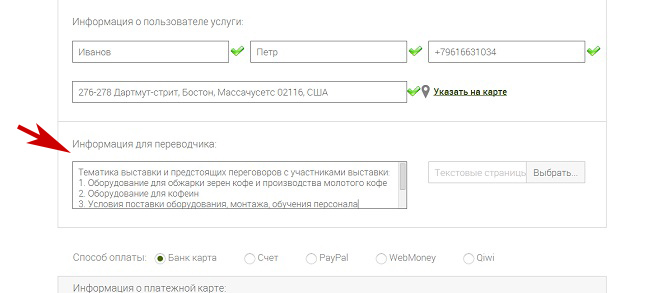 Информация о пользователе услуги:
Иванов Петр +79616631034
276-278 Дартмут-стрит, Бостон, Массачусетс 02116, США Указать на карте
Информация для переводчика:
Тематика выставки и предстоящих переговоров с участниками выставки
1. Оборудование для обжарки зерен кофе и производства молотого кофе
2. Оборудование для кофеин
3. Условия поставки оборудования, монтажа, обучения персонала
Текстовые страницы Выбрать...
Способ оплаты: Банк карта Счет PayPal WebMoney Qiwi
Информация о платежной карте: